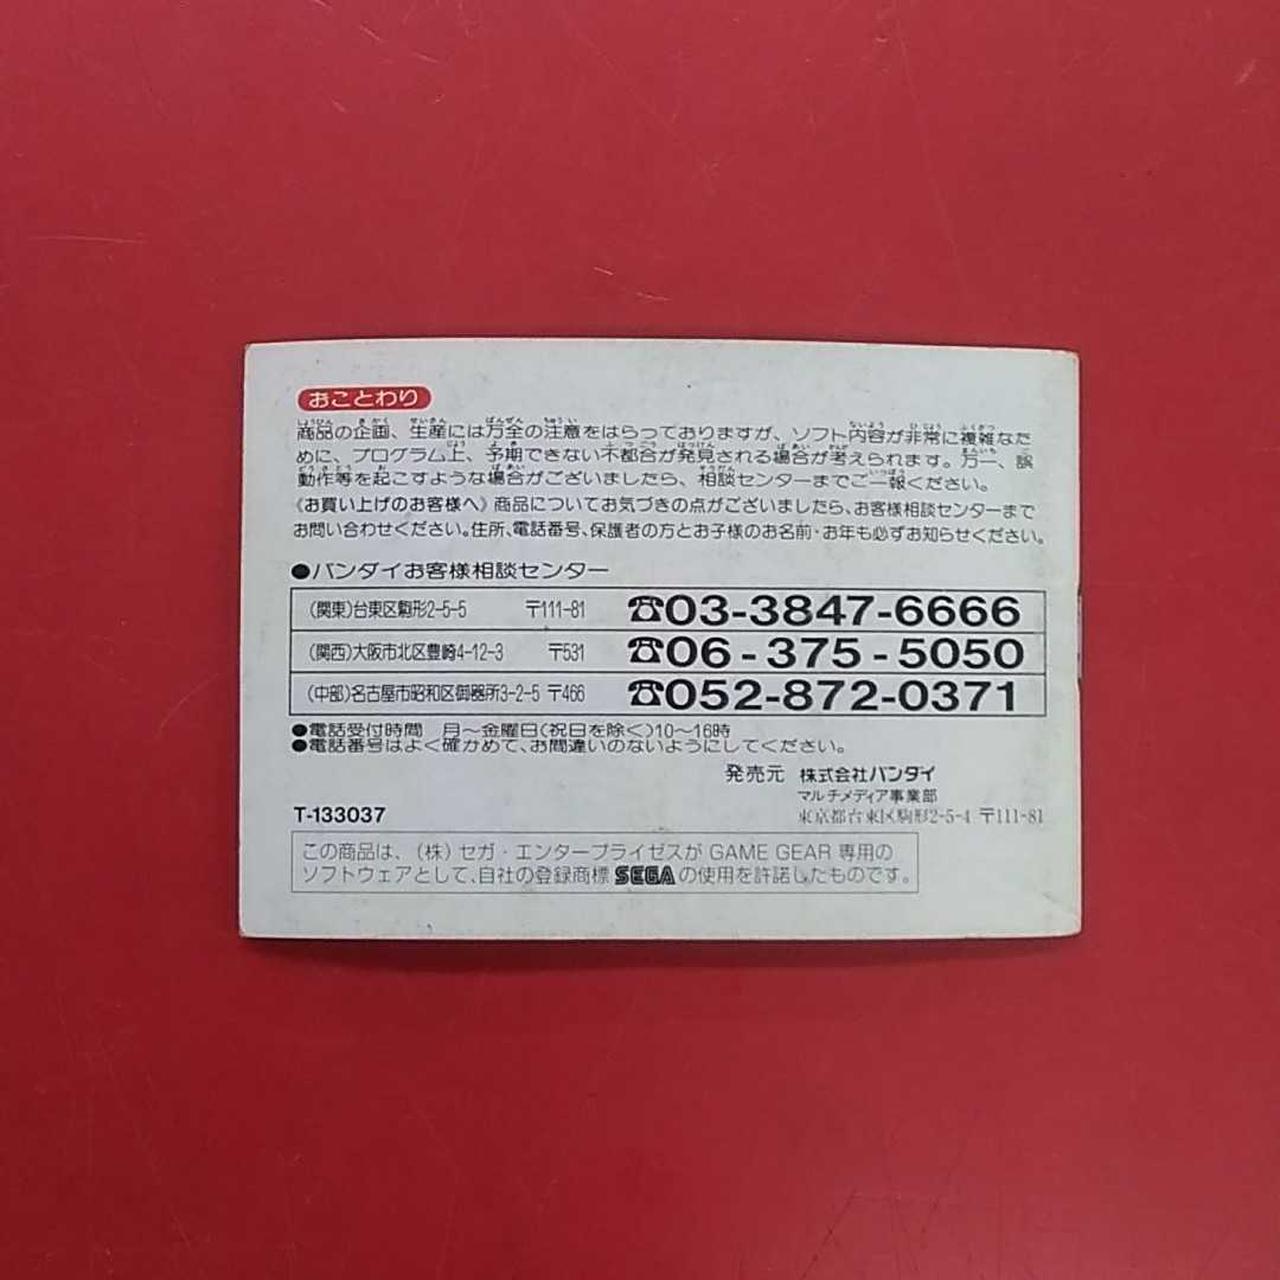 おことわり
商品の企画、生産には万全の注意をはらっておりますが、ソフト内容が非常に複雑なた
めに、プログラム上、予期できない不都合が発見される場合が考えられます。万一、誤
動作等を起こすような場合がございましたら、相談センターまでご一報ください。
《お買い上げのお客様へ》商品についてお気づきの点がございましたら、お客様相談センターまで
お問い合わせください。住所、電話番号、保護者の方とお子様のお名前・お年も必ずお知らせください。
●バンダイお客様相談センター
(関東)台東区駒形2-5-5 〒111-81 ☎03-3847-6666
(関西)大阪市北区豊崎4-12-3 〒531 ☎06-375-5050
(中部)名古屋市昭和区御器所3-2-5 〒466 ☎052-872-0371
●電話受付時間 月〜金曜日(祝日を除く)10〜16時
●電話番号はよく確かめて、お間違いのないようにしてください。
発売元 株式会社バンダイ
マルチメディア事業部
東京都台東区駒形2-5-4 〒111-81
T-133037
この商品は、(株)セガ・エンタープライゼスが GAME GEAR 専用の
ソフトウェアとして、自社の登録商標 SEGA の使用を許諾したものです。